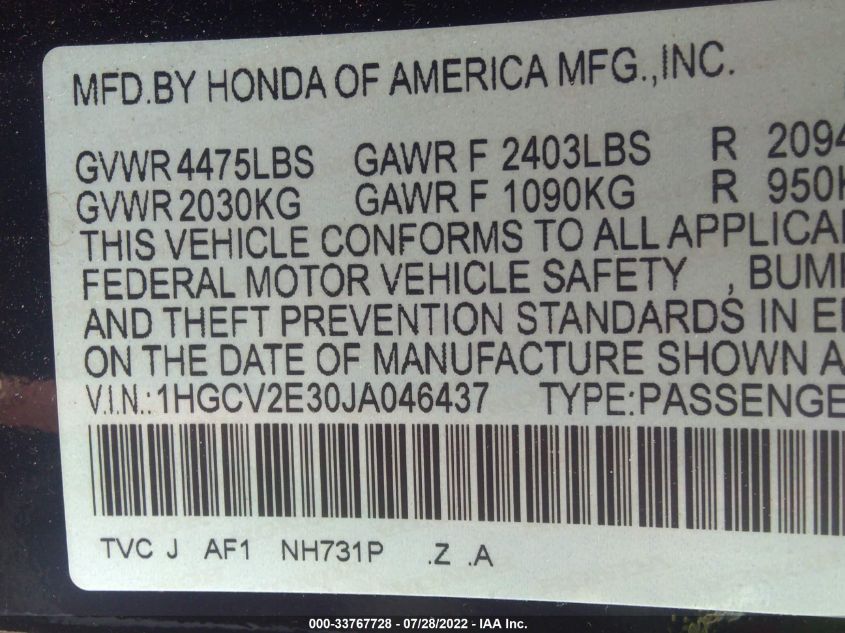 MFD.BY HONDA OF AMERICA MFG.,INC.
GVWR 4475LBS GAWR F 2403LBS R 2094
GVWR 2030KG GAWR F 1090KG R 950K
THIS VEHICLE CONFORMS TO ALL APPLICA
FEDERAL MOTOR VEHICLE SAFETY , BUM
AND THEFT PREVENTION STANDARDS IN E
ON THE DATE OF MANUFACTURE SHOWN A
V.I.N.: 1HGCV2E30JA046437 TYPE:PASSENGE
TVC J AF1 NH731P .Z .A
000-33767728 - 07/28/2022 - IAA Inc.